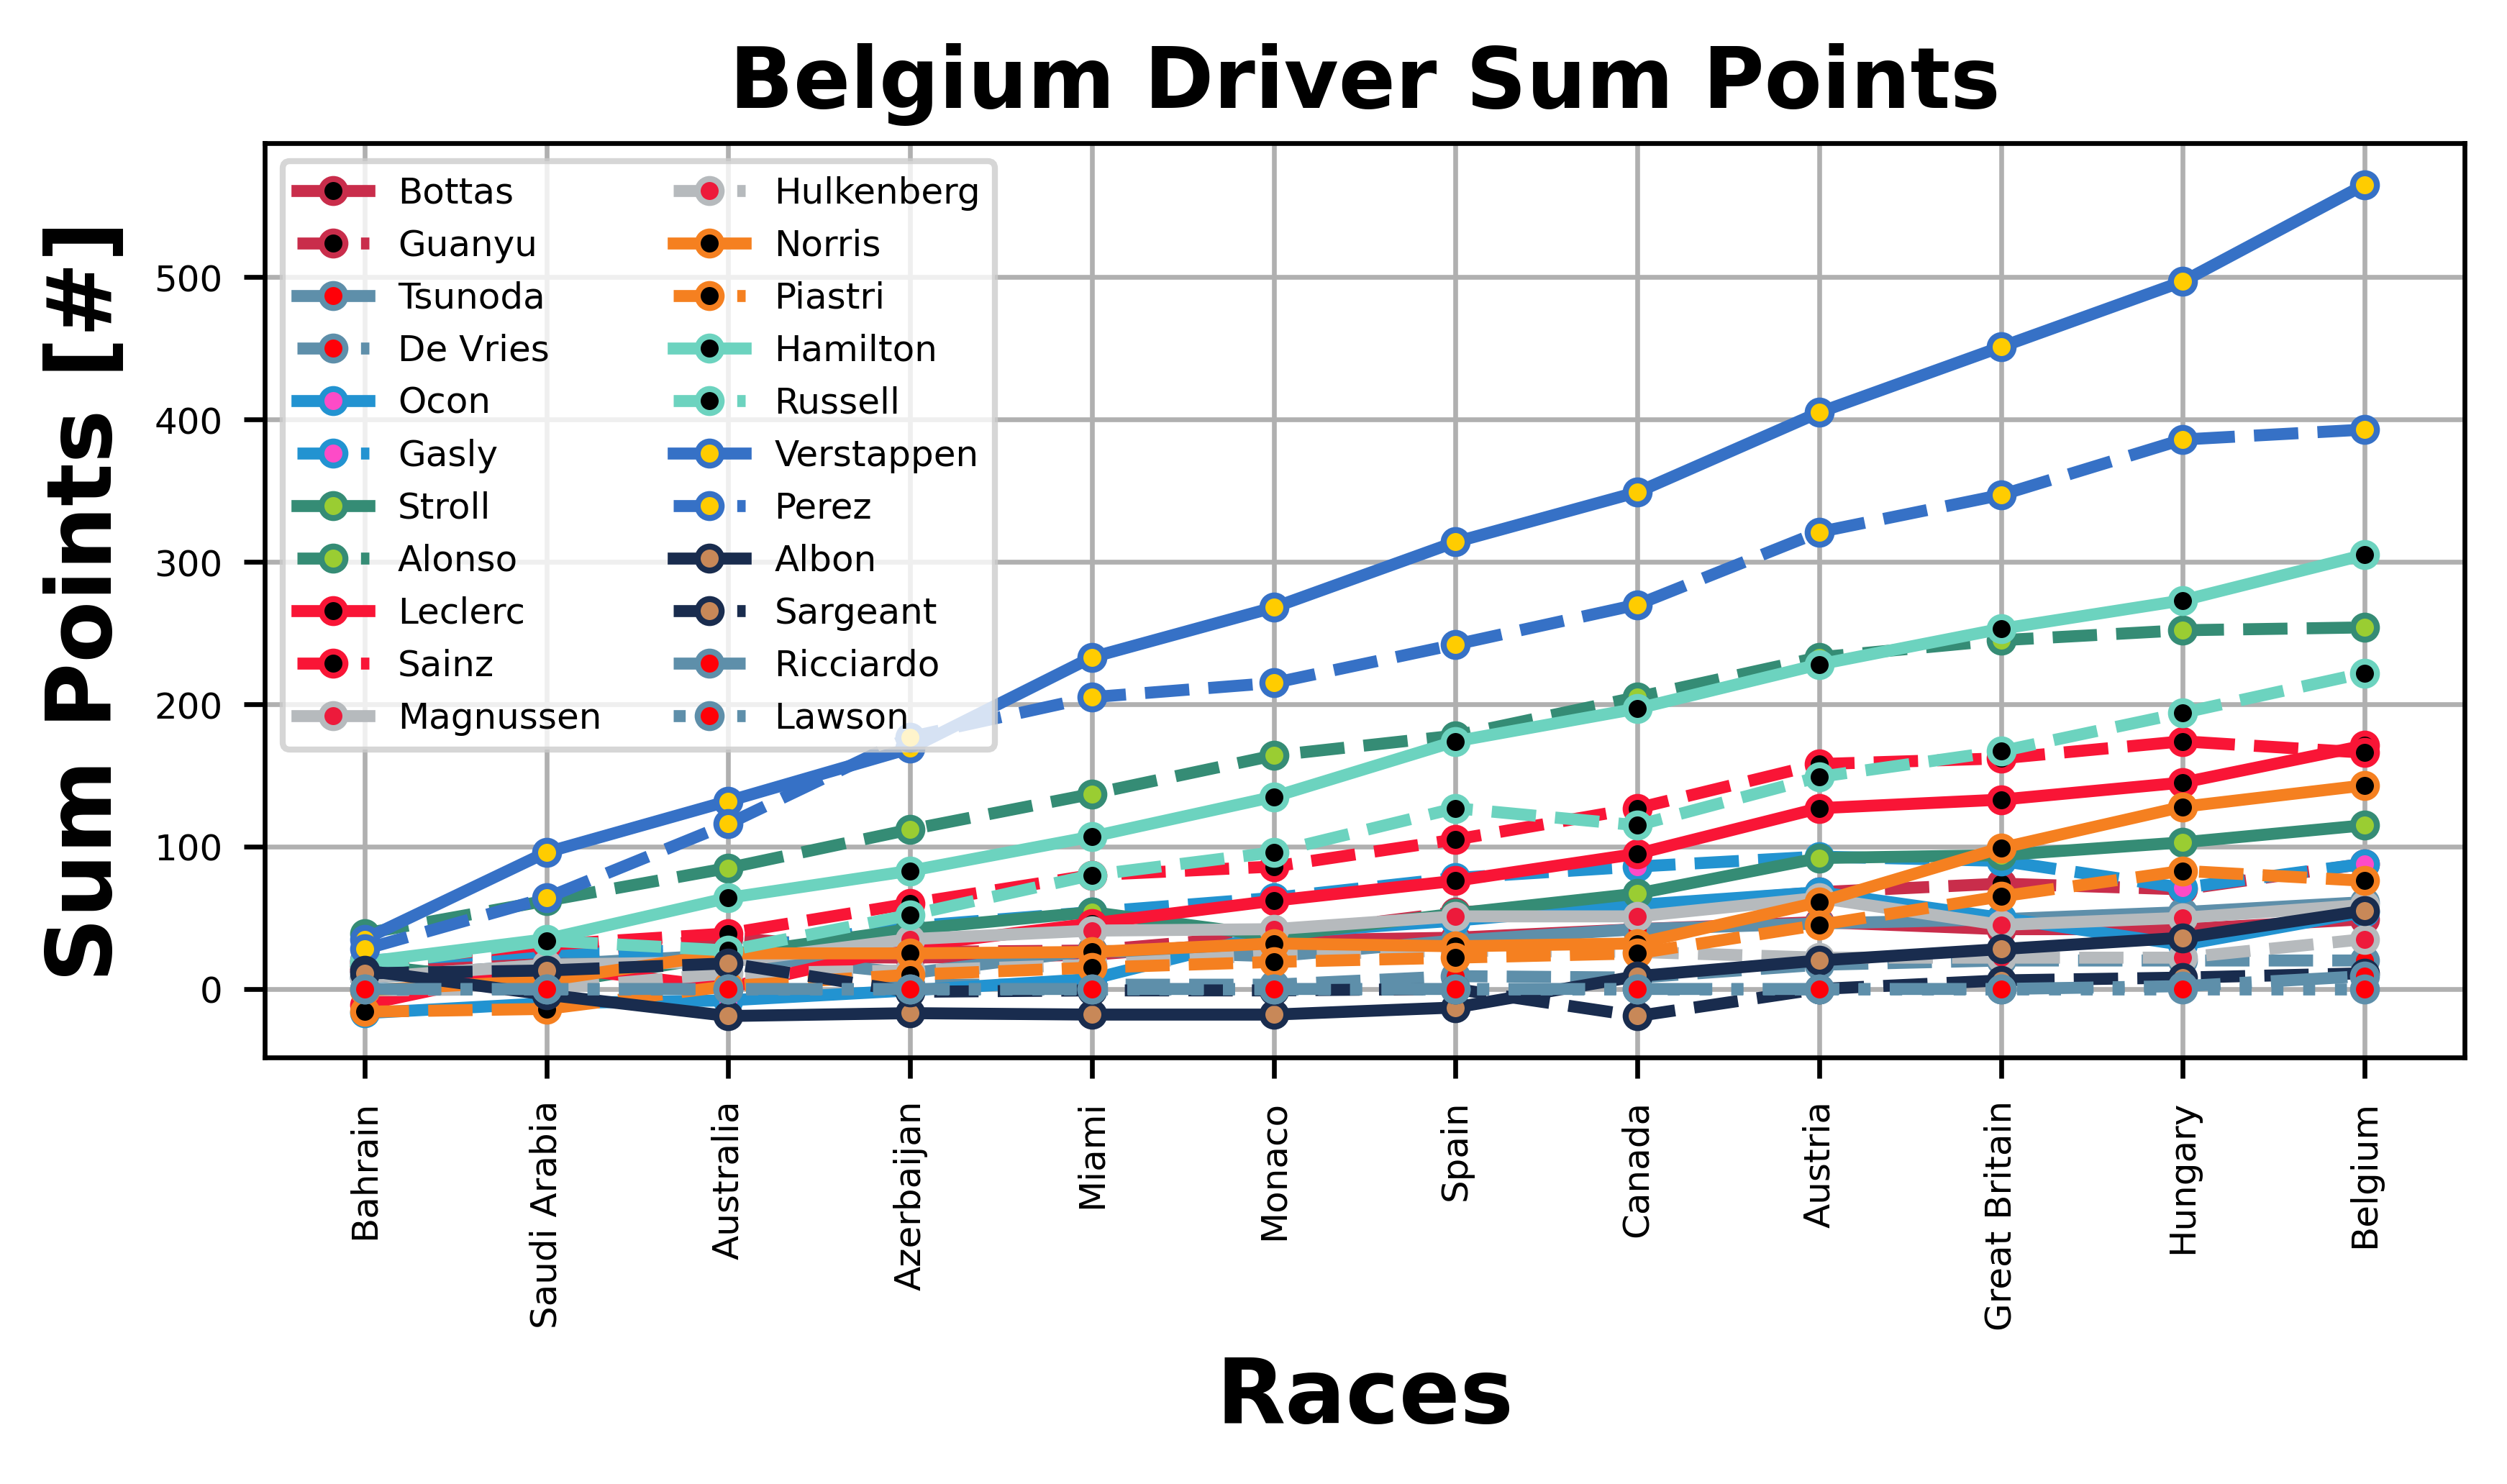 Belgium Driver Sum Points
Sum Points [#]
500
400
300
200
100
0
Bottas
Guanyu
Tsunoda
De Vries
Ocon
Gasly
Stroll
Alonso
Leclerc
Sainz
Magnussen
Hulkenberg
Norris
Piastri
Hamilton
Russell
Verstappen
Perez
Albon
Sargeant
Ricciardo
Lawson
Bahrain
Saudi Arabia
Australia
Azerbaijan
Miami
Monaco
Spain
Canada
Austria
Great Britain
Hungary
Belgium
Races